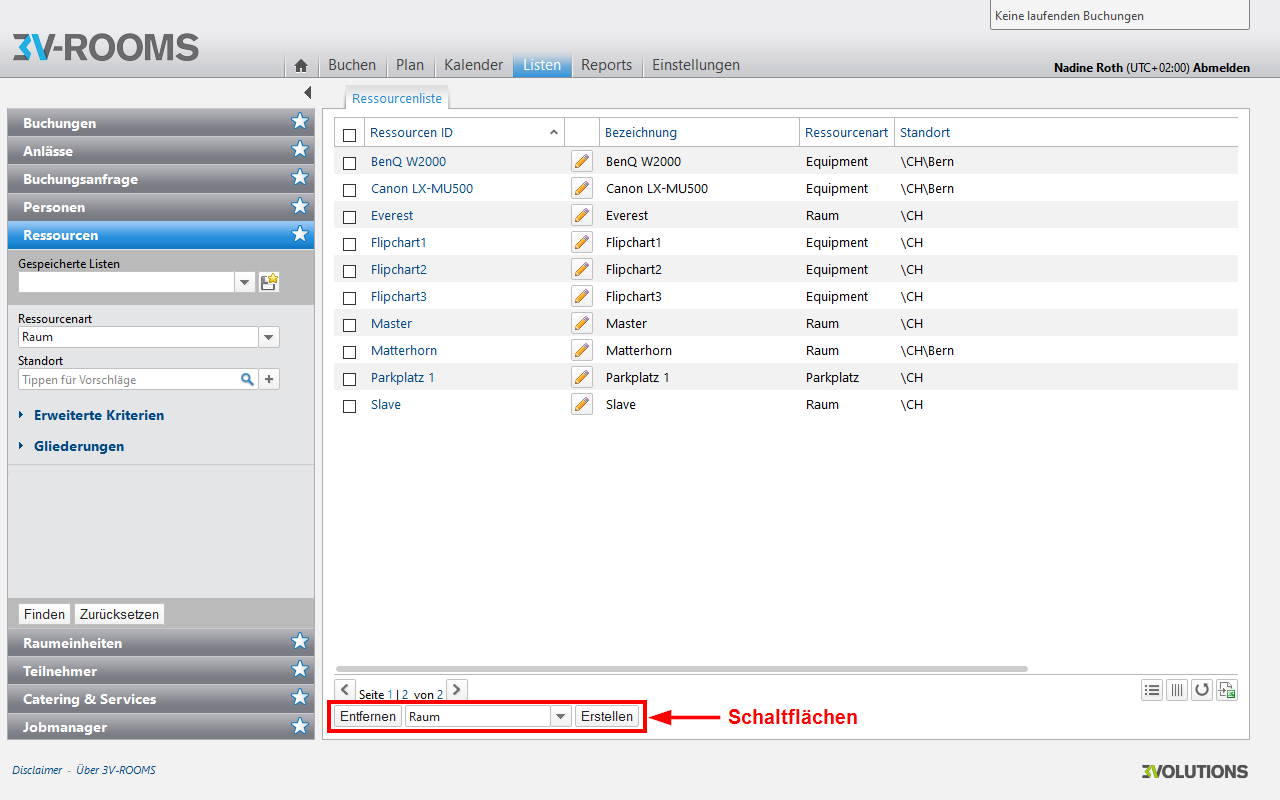 Keine laufenden Buchungen
3V-ROOMS
Buchen Plan Kalender Listen Reports Einstellungen
Nadine Roth (UTC+02:00) Abmelden
Buchungen
Anlässe
Buchungsanfrage
Personen
Ressourcen
Gespeicherte Listen
Ressourcenart
Raum
Standort
Tippen für Vorschläge
Erweiterte Kriterien
Gliederungen
Finden Zurücksetzen
Raumeinheiten
Teilnehmer
Catering & Services
Jobmanager
Ressourcenliste
Ressourcen ID Bezeichnung Ressourcenart Standort
BenQ W2000 BenQ W2000 Equipment \CH\Bern
Canon LX-MU500 Canon LX-MU500 Equipment \CH\Bern
Everest Everest Raum \CH
Flipchart1 Flipchart1 Equipment \CH
Flipchart2 Flipchart2 Equipment \CH
Flipchart3 Flipchart3 Equipment \CH
Master Master Raum \CH
Matterhorn Matterhorn Raum \CH\Bern
Parkplatz 1 Parkplatz 1 Parkplatz \CH
Slave Slave Raum \CH
Seite 1 | 2 von 2
Entfernen Raum Erstellen Schaltflächen
Disclaimer - Über 3V-ROOMS
3VOLUTIONS